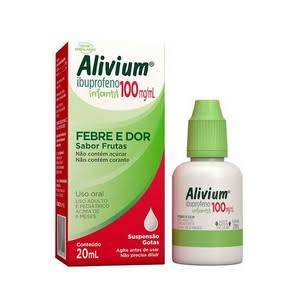 Alivium®
ibuprofeno
infantil 100mg/mL
FEBRE E DOR
Sabor Frutas
Não contém açúcar
Não contém corante
Uso oral
USO ADULTO E
PEDIÁTRICO
ACIMA DE
6 MESES
Conteúdo
20mL
Suspensão
Gotas
Agite antes de usar
Não precisa diluir
Alivium®
ibuprofeno
infantil 100mg/mL
FEBRE E DOR